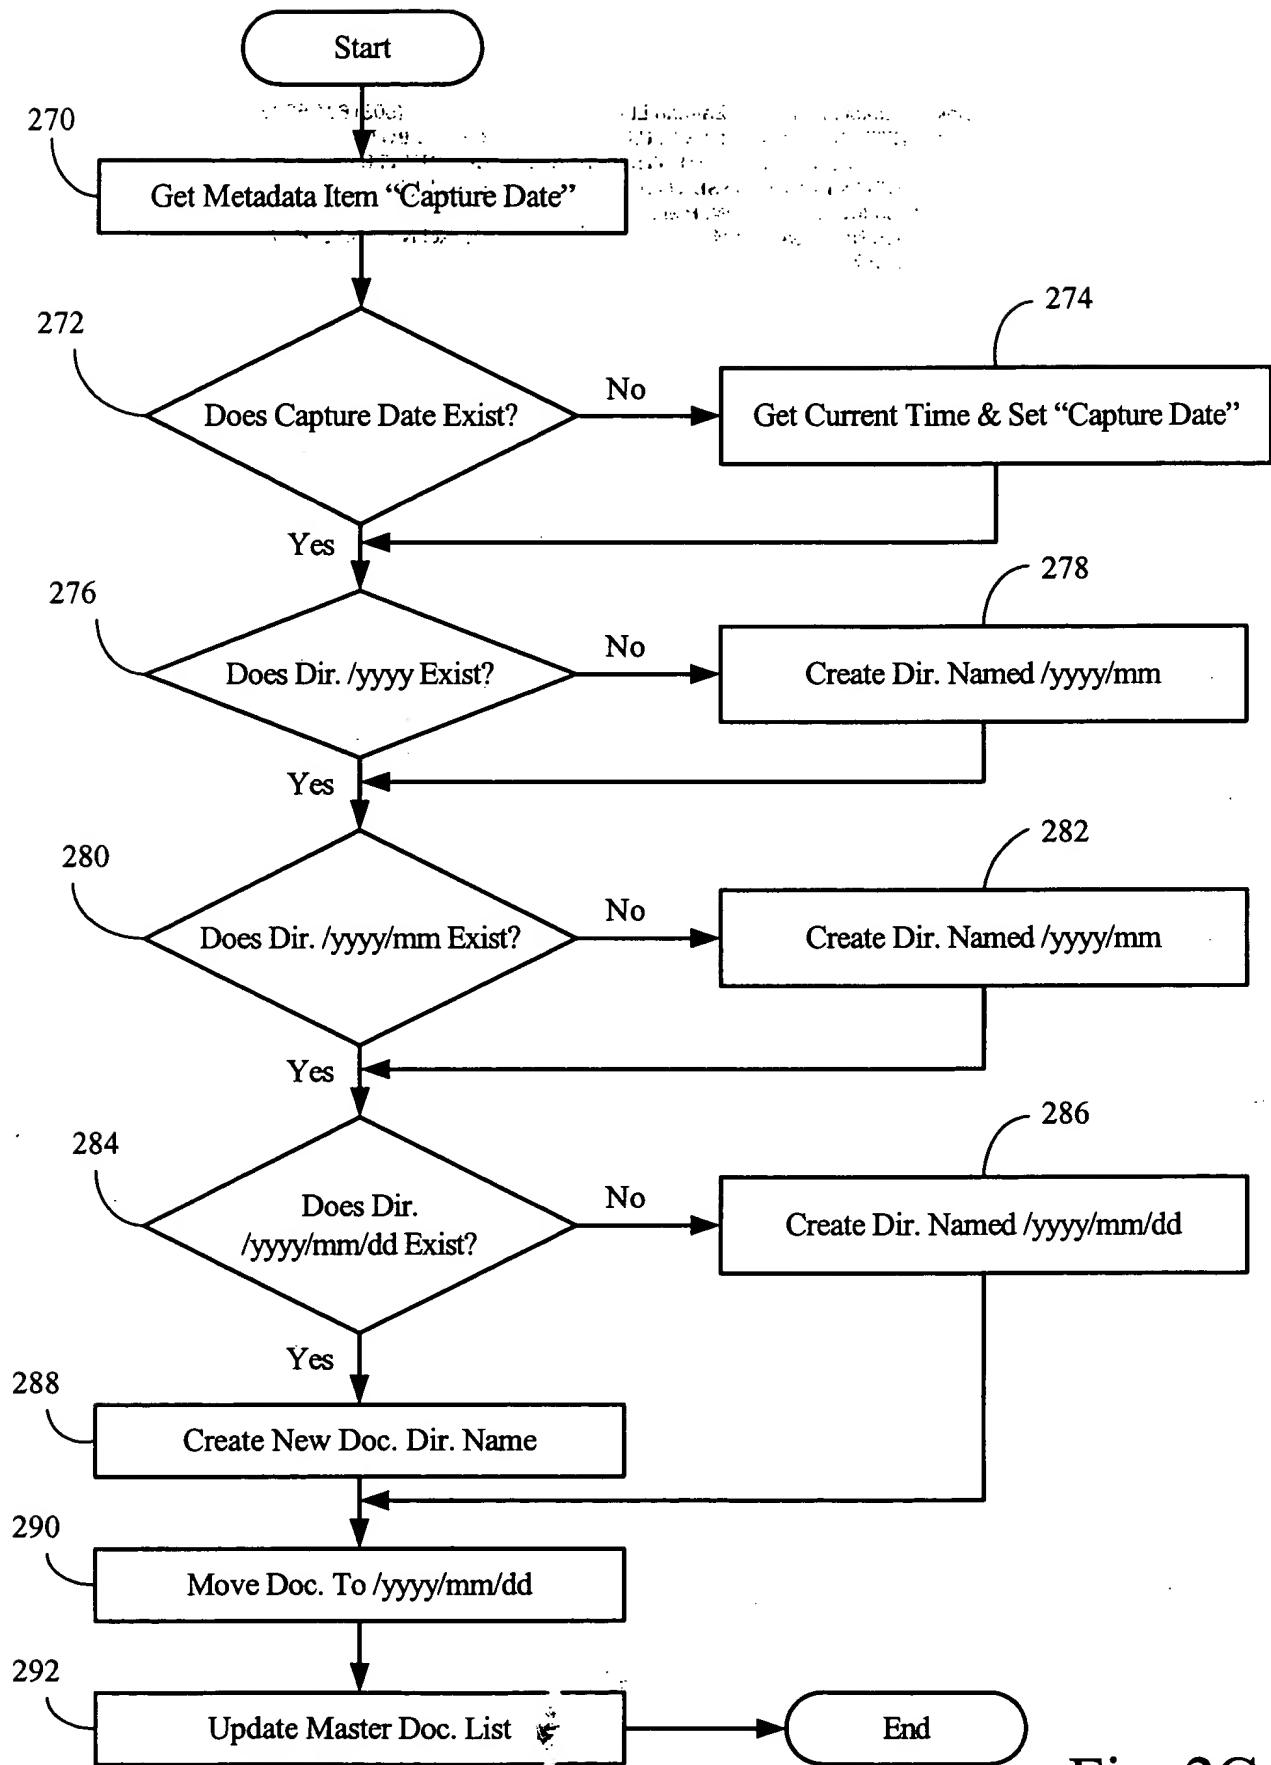 Start
270
Get Metadata Item “Capture Date”
272
Does Capture Date Exist?
No
274
Get Current Time & Set “Capture Date”
Yes
276
Does Dir. /yyyy Exist?
No
278
Create Dir. Named /yyyy/mm
Yes
280
Does Dir. /yyyy/mm Exist?
No
282
Create Dir. Named /yyyy/mm
Yes
284
Does Dir.
/yyyy/mm/dd Exist?
No
286
Create Dir. Named /yyyy/mm/dd
Yes
288
Create New Doc. Dir. Name
290
Move Doc. To /yyyy/mm/dd
292
Update Master Doc. List
End